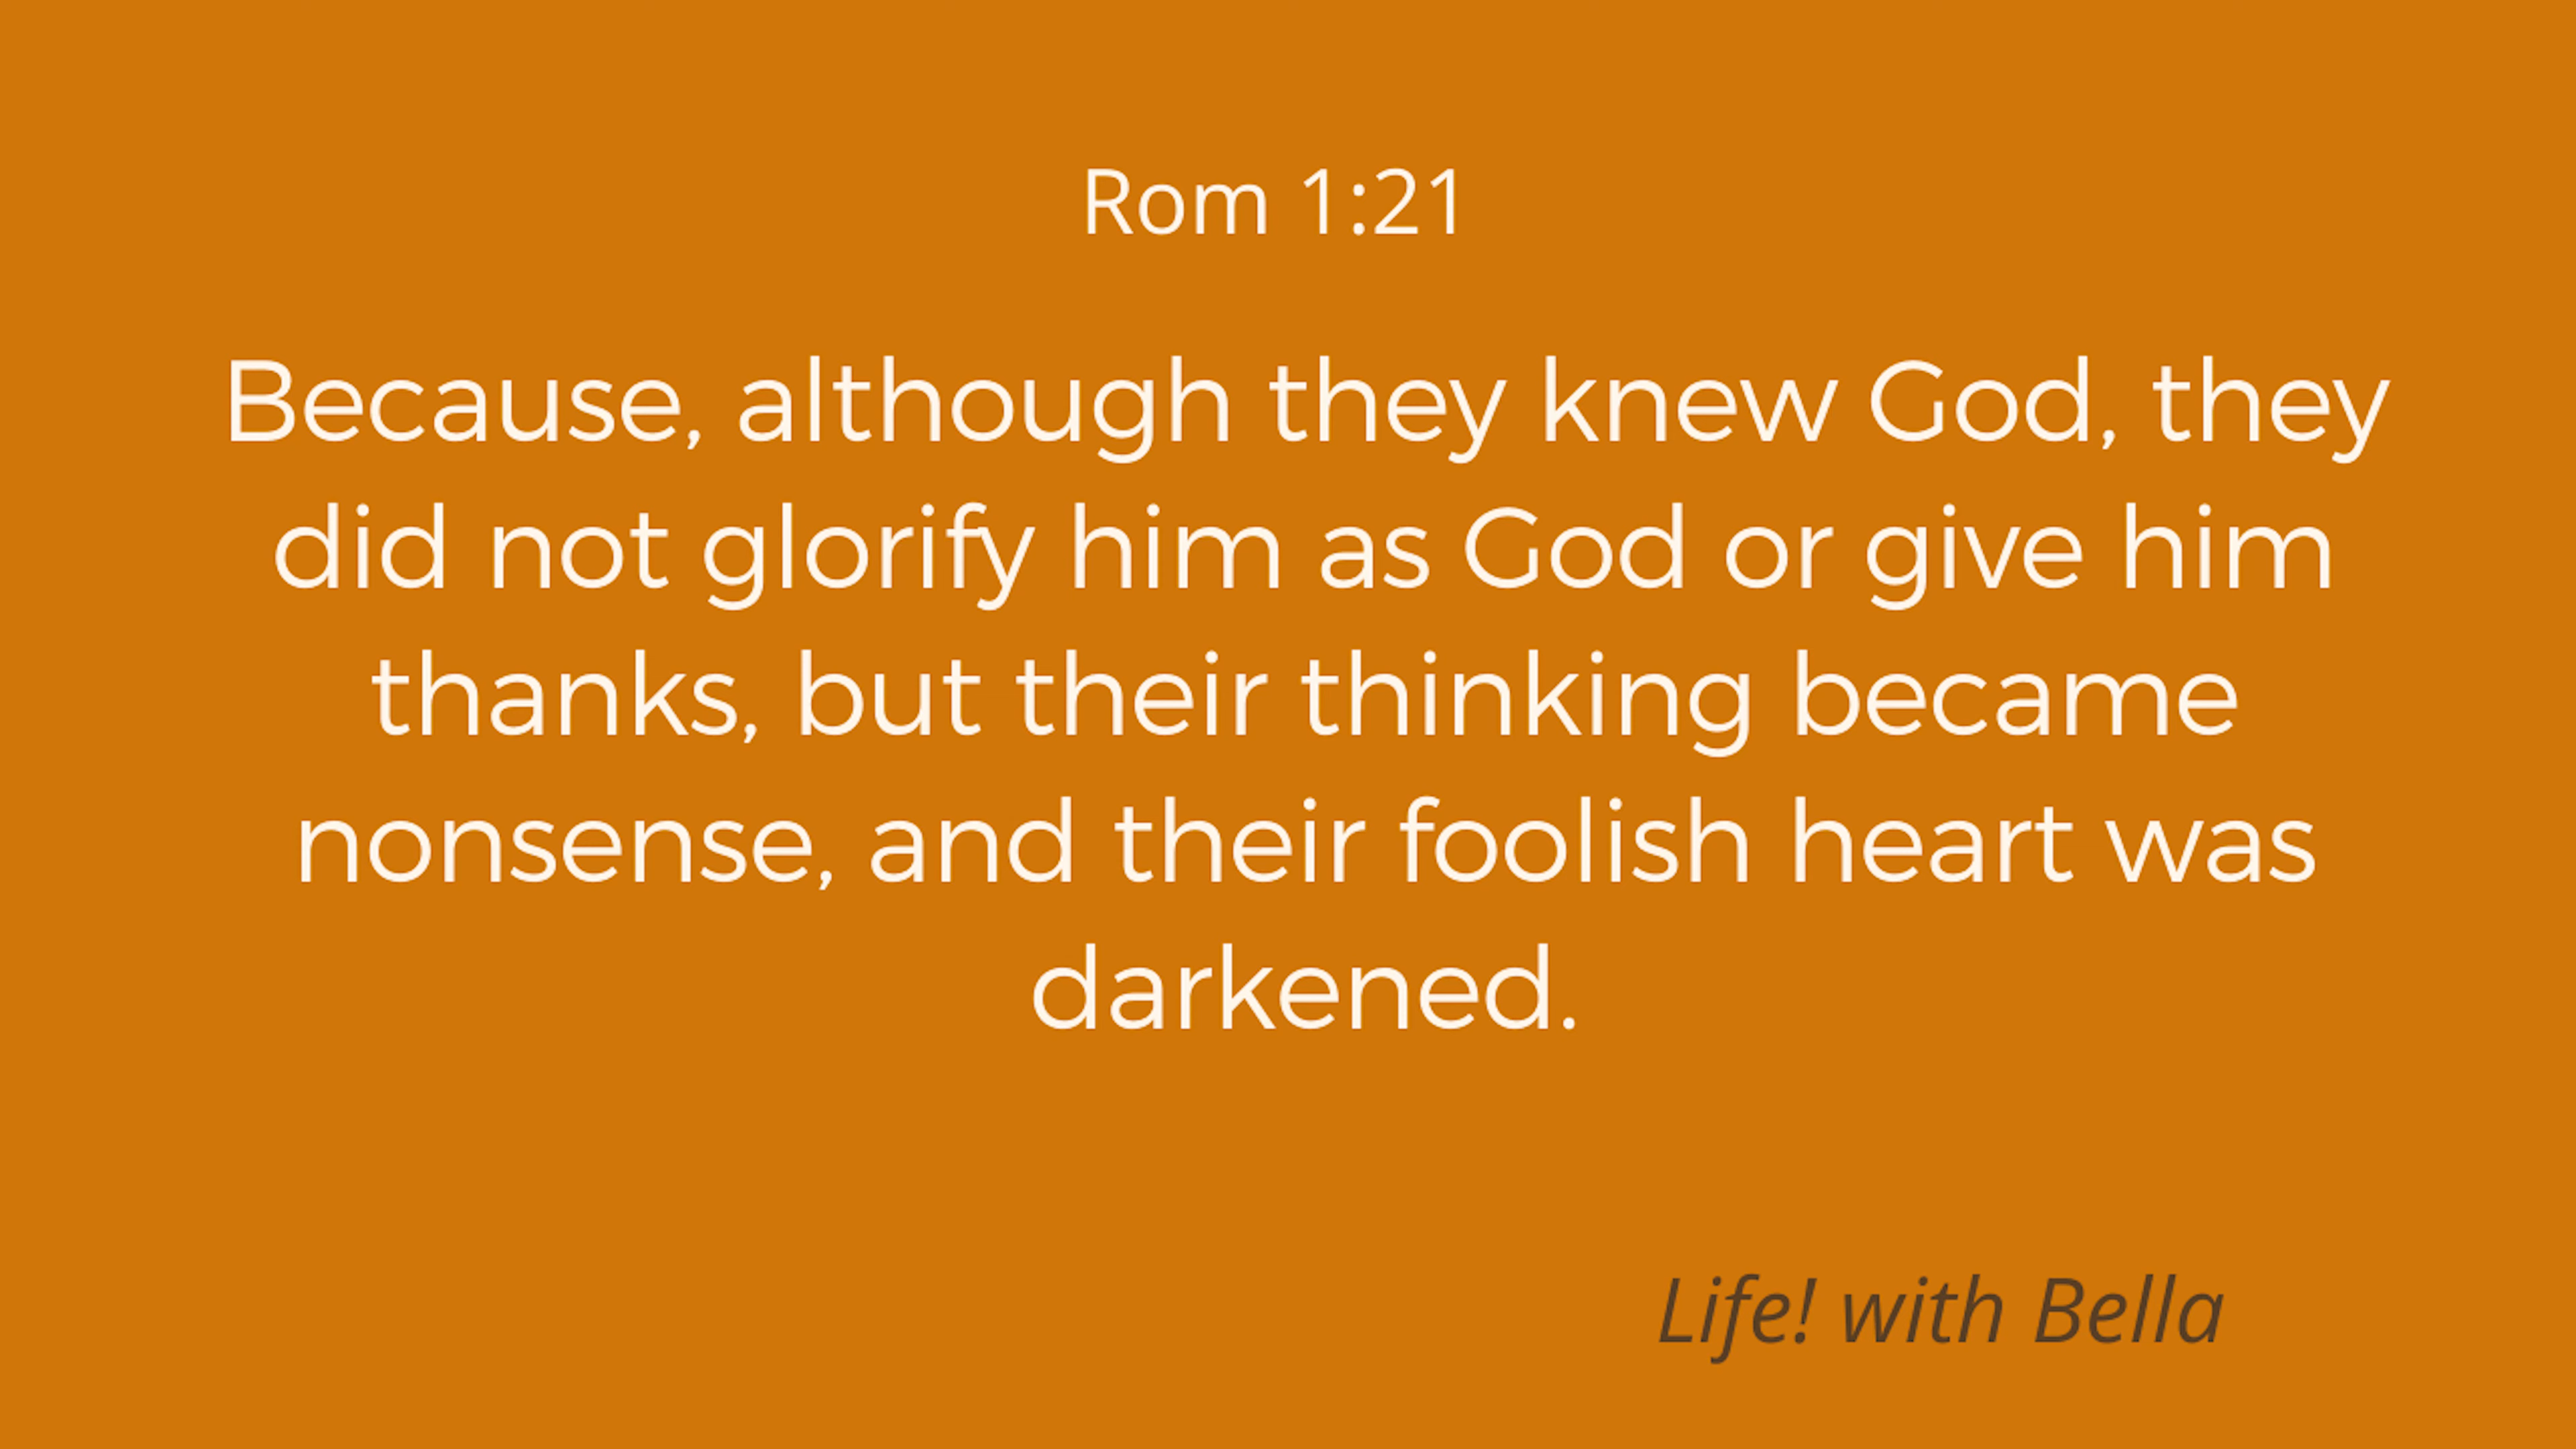 Rom 1:21
Because, although they knew God, they
did not glorify him as God or give him
thanks, but their thinking became
nonsense, and their foolish heart was
darkened.
Life! with Bella